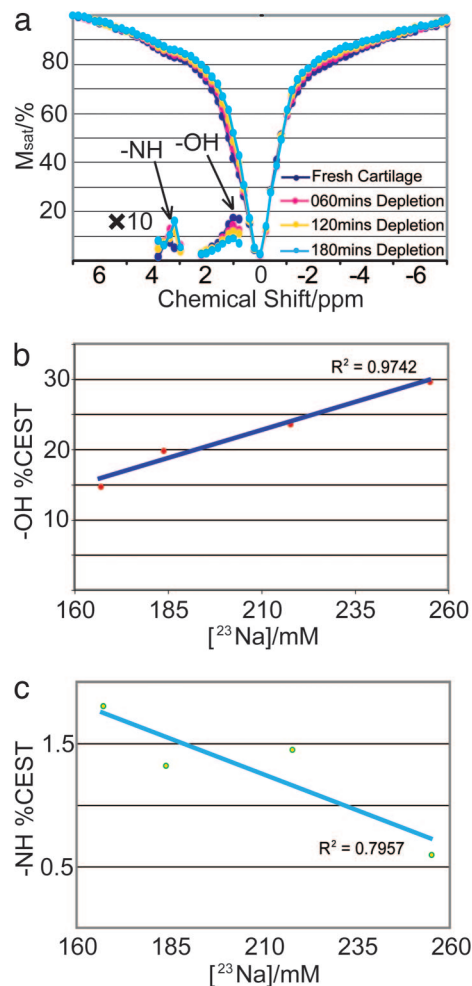 a
Msat/%
80
60
40
20
-NH
-OH
×10
Fresh Cartilage
060mins Depletion
120mins Depletion
180mins Depletion
6 4 2 0 -2 -4 -6
Chemical Shift/ppm
b
R² = 0.9742
-OH %CEST
30
20
10
160 185 210 235 260
[²³Na]/mM
c
-NH %CEST
1.5
0.5
R² = 0.7957
160 185 210 235 260
[²³Na]/mM